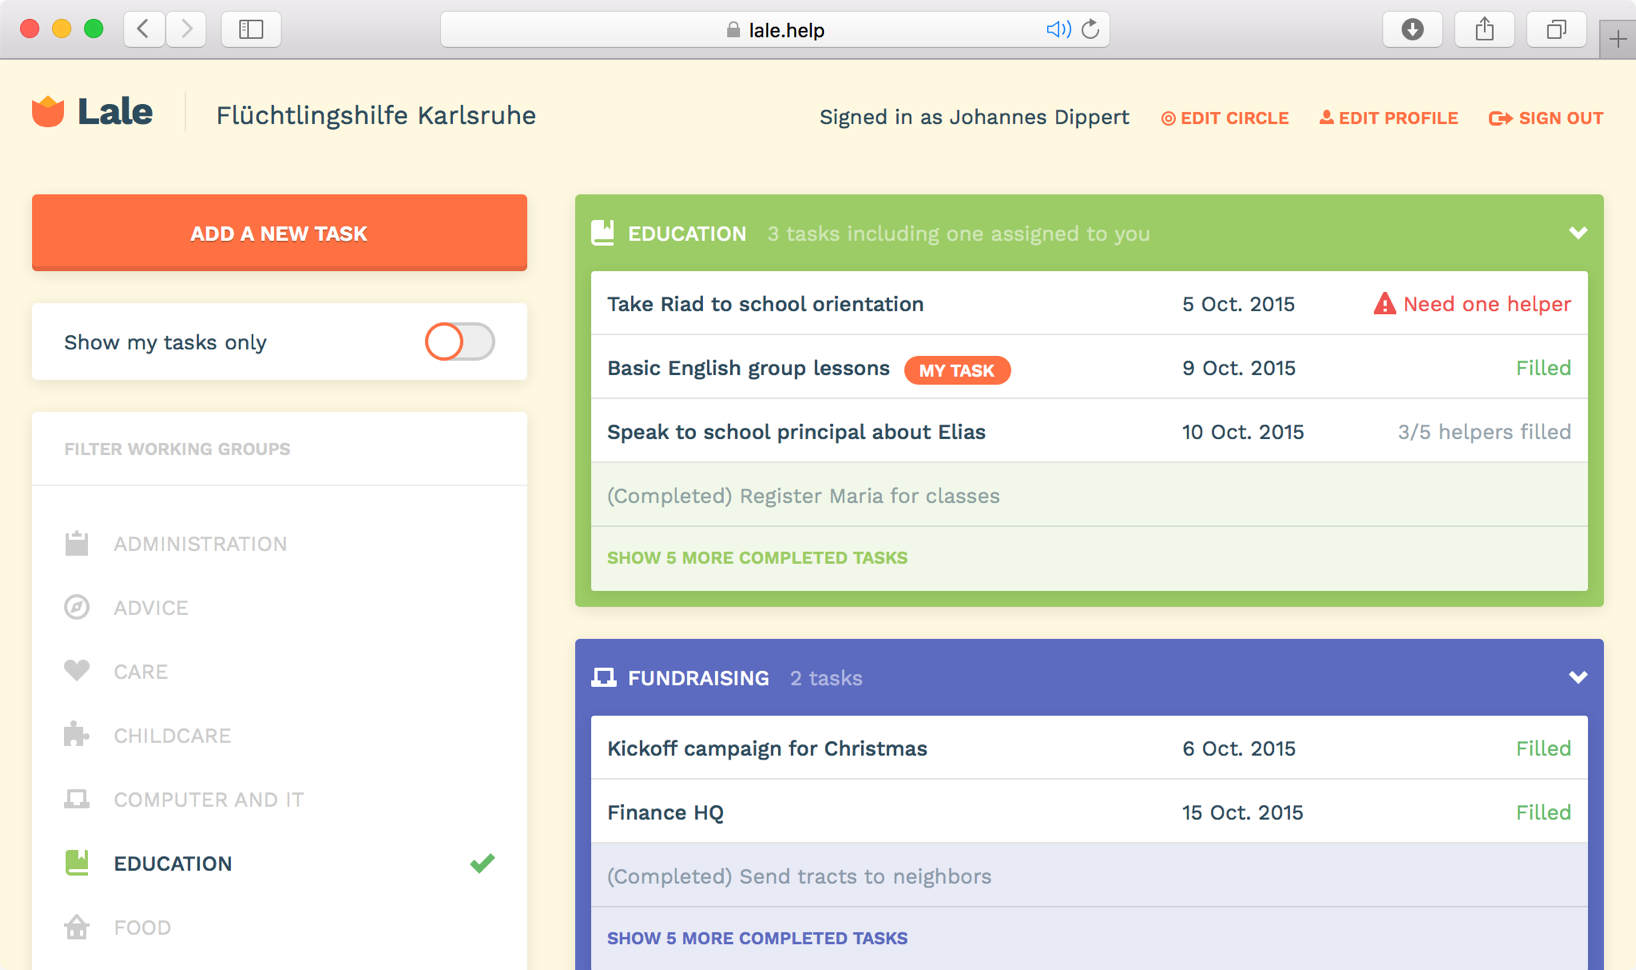 lale.help
Lale
Flüchtlingshilfe Karlsruhe
Signed in as Johannes Dippert
EDIT CIRCLE
EDIT PROFILE
SIGN OUT
ADD A NEW TASK
Show my tasks only
FILTER WORKING GROUPS
ADMINISTRATION
ADVICE
CARE
CHILDCARE
COMPUTER AND IT
EDUCATION
FOOD
EDUCATION 3 tasks including one assigned to you
Take Riad to school orientation 5 Oct. 2015 Need one helper
Basic English group lessons MY TASK 9 Oct. 2015 Filled
Speak to school principal about Elias 10 Oct. 2015 3/5 helpers filled
(Completed) Register Maria for classes
SHOW 5 MORE COMPLETED TASKS
FUNDRAISING 2 tasks
Kickoff campaign for Christmas 6 Oct. 2015 Filled
Finance HQ 15 Oct. 2015 Filled
(Completed) Send tracts to neighbors
SHOW 5 MORE COMPLETED TASKS